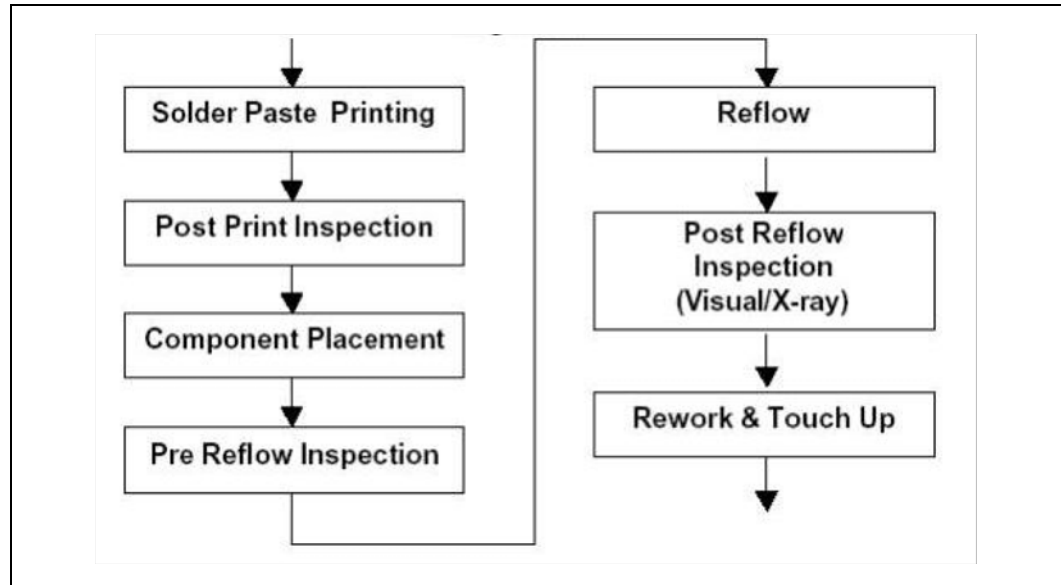 Solder Paste Printing
Post Print Inspection
Component Placement
Pre Reflow Inspection
Reflow
Post Reflow
Inspection
(Visual/X-ray)
Rework & Touch Up